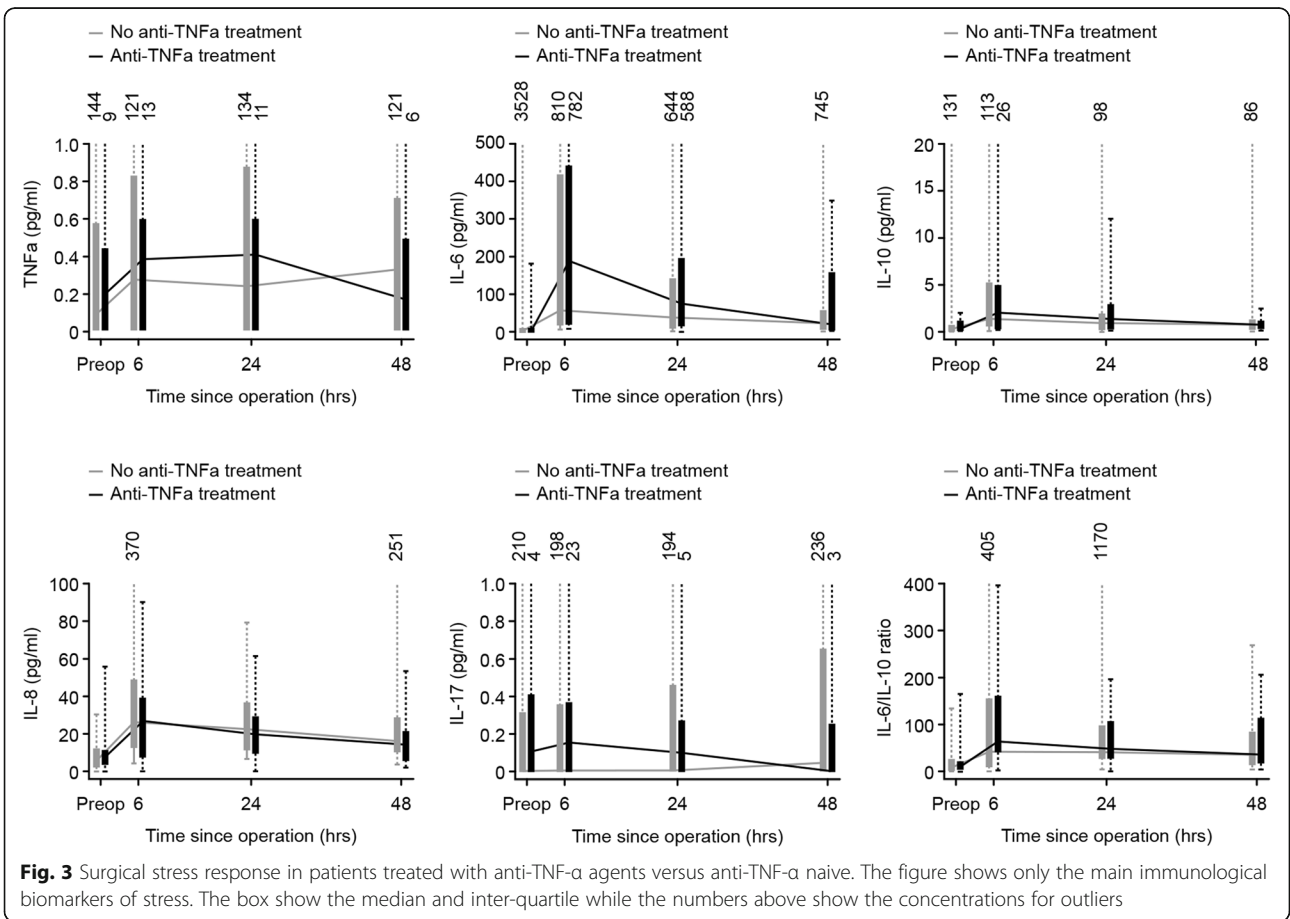 No anti-TNFa treatment
Anti-TNFa treatment
144
9
121
13
134
11
121
6
1.0
0.8
0.6
0.4
0.2
0
TNFa (pg/ml)
Preop 6 24 48
Time since operation (hrs)
No anti-TNFa treatment
Anti-TNFa treatment
3528
810
782
644
588
745
500
400
300
200
100
0
IL-6 (pg/ml)
Preop 6 24 48
Time since operation (hrs)
No anti-TNFa treatment
Anti-TNFa treatment
131
113
26
98
86
20
15
10
5
0
IL-10 (pg/ml)
Preop 6 24 48
Time since operation (hrs)
No anti-TNFa treatment
Anti-TNFa treatment
370
251
100
80
60
40
20
0
IL-8 (pg/ml)
Preop 6 24 48
Time since operation (hrs)
No anti-TNFa treatment
Anti-TNFa treatment
210
4
198
23
194
5
236
3
1.0
0.8
0.6
0.4
0.2
0
IL-17 (pg/ml)
Preop 6 24 48
Time since operation (hrs)
No anti-TNFa treatment
Anti-TNFa treatment
405
1170
400
300
200
100
0
IL-6/IL-10 ratio
Preop 6 24 48
Time since operation (hrs)
Fig. 3 Surgical stress response in patients treated with anti-TNF-α agents versus anti-TNF-α naive. The figure shows only the main immunological
biomarkers of stress. The box show the median and inter-quartile while the numbers above show the concentrations for outliers